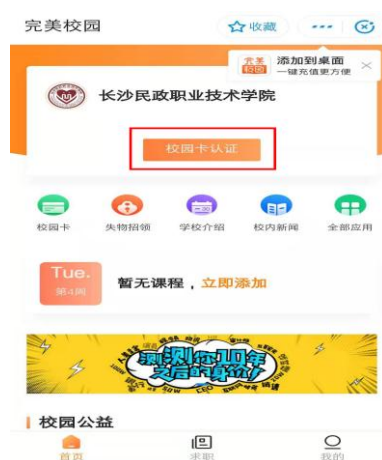 完美校园
收藏
完美校园
添加到桌面
一键充值更方便
长沙民政职业技术学院
校园卡认证
校园卡
失物招领
学校介绍
校内新闻
全部应用
Tue.
第4周
暂无课程，立即添加
测测你10年
之后的身价!
校园公益
首页
求职
我的